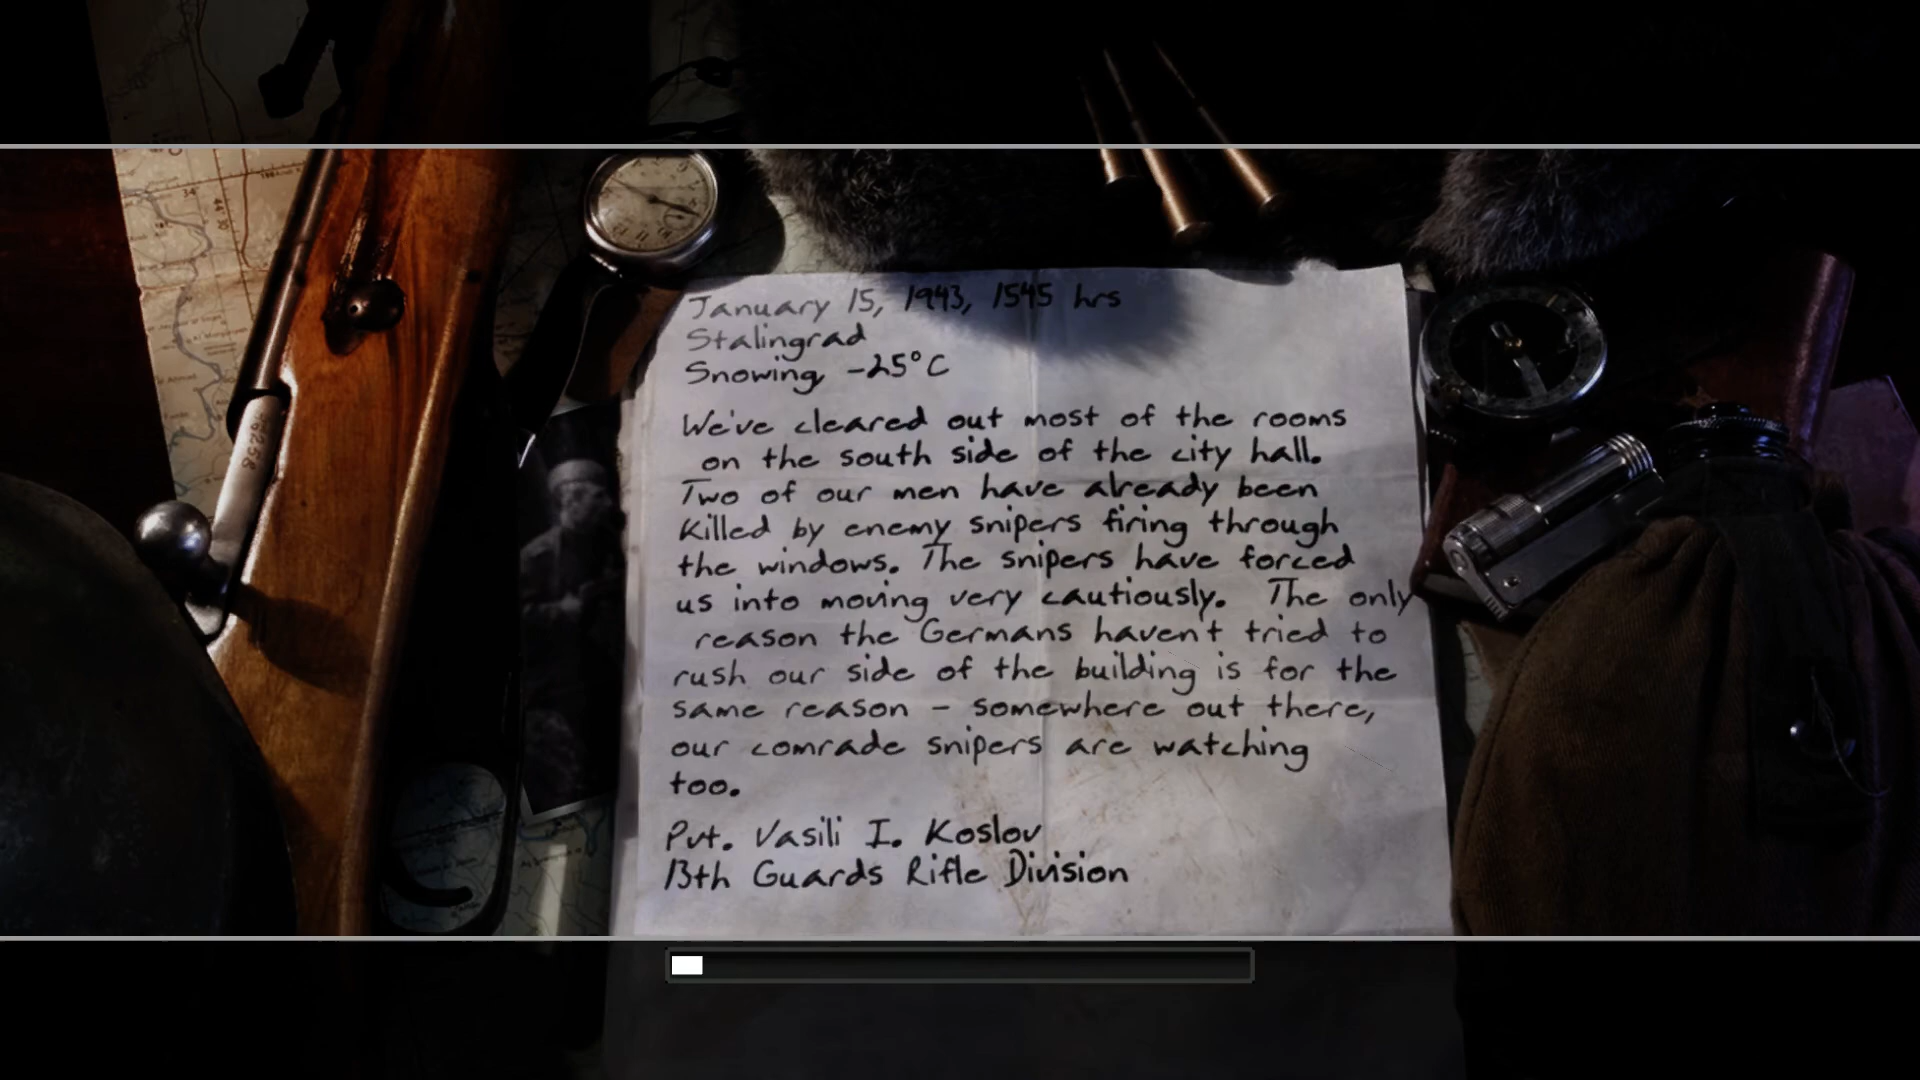 January 15, 1943, 1545 hrs
Stalingrad
Snowing, -25°C
We've cleared out most of the rooms
on the south side of the city hall.
Two of our men have already been
killed by enemy snipers firing through
the windows. The snipers have forced
us into moving very cautiously. The only
reason the Germans haven't tried to
rush our side of the building is for the
same reason - somewhere out there,
our comrade snipers are watching
too.
Pvt. Vasili I. Koslov
13th Guards Rifle Division